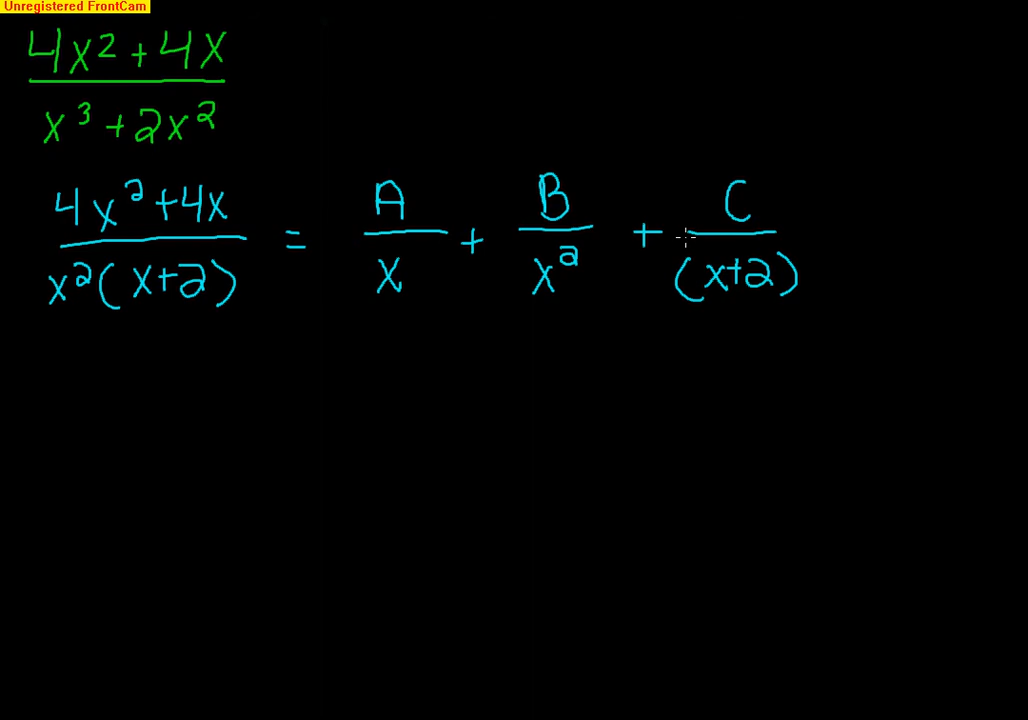 Unregistered FrontCam
4x² + 4x
x³ + 2x²
4x² + 4x / x²(x+2) = A/x + B/x² + C/(x+2)